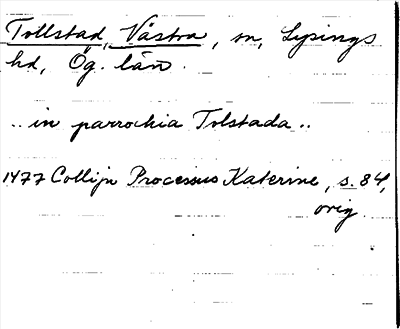 Tollstad, Västra, sn, Lysings
hd, Ög. län.
.. in parrochia Tolstada ..
1477 Collijn Processus Katerine, s. 84,
orig.